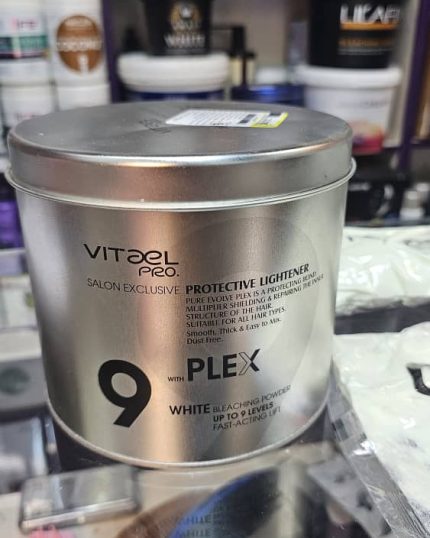 VITAEL
PRO.
SALON EXCLUSIVE PROTECTIVE LIGHTENER
PURE EVOLVE PLEX IS A PROTECTING BOND
MULTIPLIER SHIELDING & REPAIRING THE INNER
STRUCTURE OF THE HAIR.
SUITABLE FOR ALL HAIR TYPES.
Smooth, Thick & Easy to Mix.
Dust Free.
9 WITH PLEX
WHITE BLEACHING POWDER
UP TO 9 LEVELS
FAST-ACTING LIFT
COCONUT
WHITE